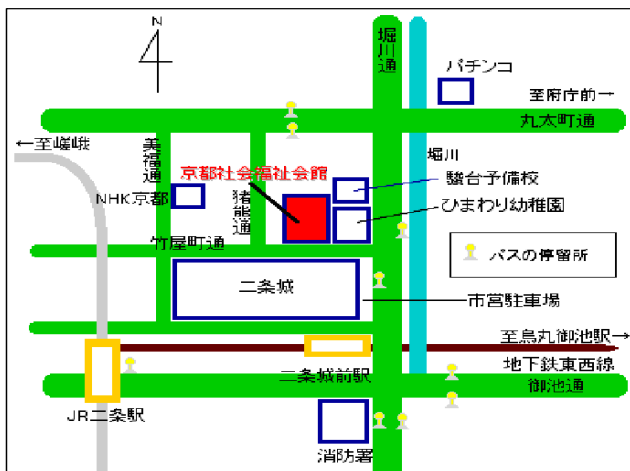 N
堀川通
パチンコ
至府庁前→
丸太町通
←至嵯峨
美福通
京都社会福祉会館
堀川
駿台予備校
NHK京都
猪熊通
ひまわり幼稚園
竹屋町通
バスの停留所
二条城
市営駐車場
至烏丸御池駅→
地下鉄東西線
二条城前駅
御池通
JR二条駅
消防署